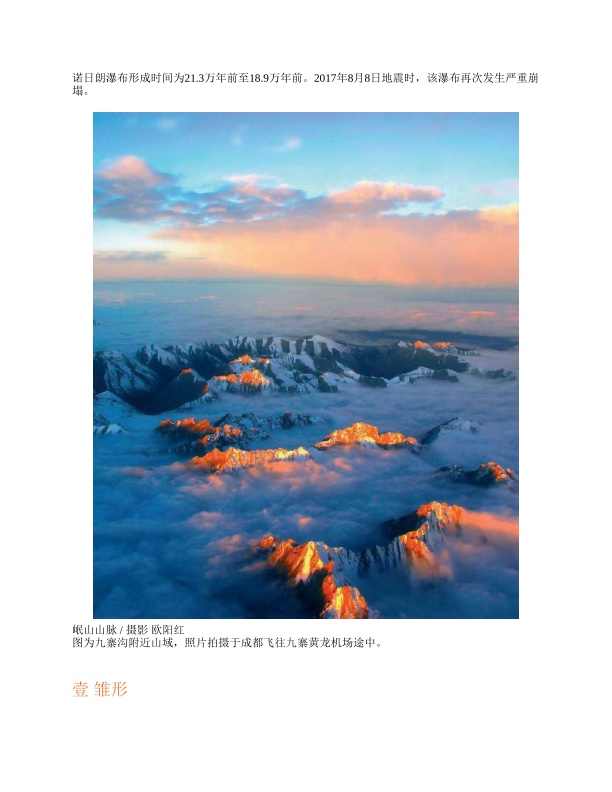 诺日朗瀑布形成时间为21.3万年前至18.9万年前。2017年8月8日地震时，该瀑布再次发生严重崩
塌。
岷山山脉 / 摄影 欧阳红
图为九寨沟附近山域，照片拍摄于成都飞往九寨黄龙机场途中。
壹 雏形